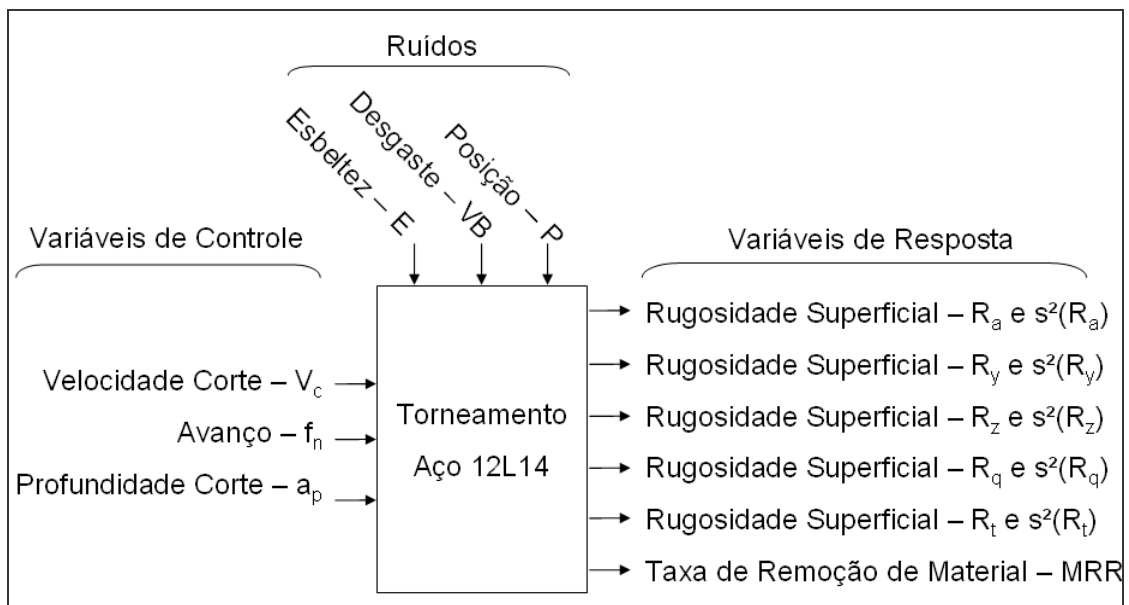 Ruídos
Esbeltez – E
Desgaste – VB
Posição – P
Variáveis de Controle
Variáveis de Resposta
Velocidade Corte – Vc
Avanço – fn
Profundidade Corte – ap
Torneamento
Aço 12L14
Rugosidade Superficial – Ra e s²(Ra)
Rugosidade Superficial – Ry e s²(Ry)
Rugosidade Superficial – Rz e s²(Rz)
Rugosidade Superficial – Rq e s²(Rq)
Rugosidade Superficial – Rt e s²(Rt)
Taxa de Remoção de Material – MRR